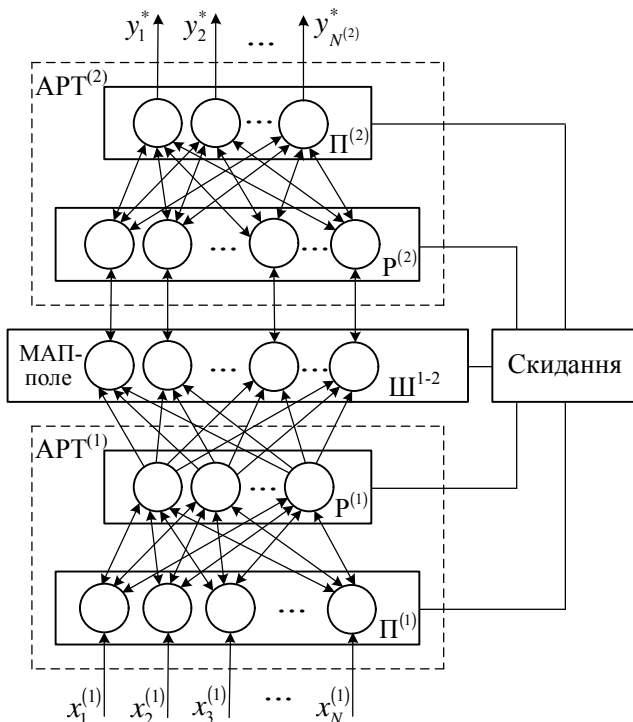 y₁* y₂* ... y*_{N⁽²⁾}
АРТ⁽²⁾
... П⁽²⁾
... ... Р⁽²⁾
МАП-
поле
... ... Ш¹⁻²
Скидання
АРТ⁽¹⁾
... Р⁽¹⁾
... П⁽¹⁾
x₁⁽¹⁾ x₂⁽¹⁾ x₃⁽¹⁾ ... x_N⁽¹⁾